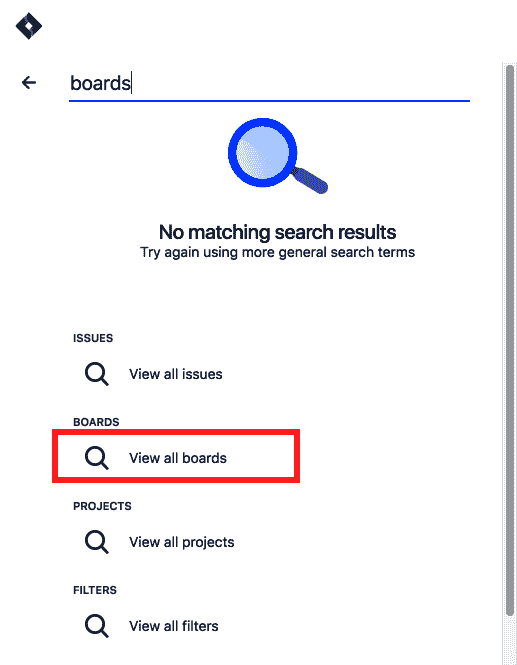 boards
No matching search results
Try again using more general search terms
ISSUES
View all issues
BOARDS
View all boards
PROJECTS
View all projects
FILTERS
View all filters